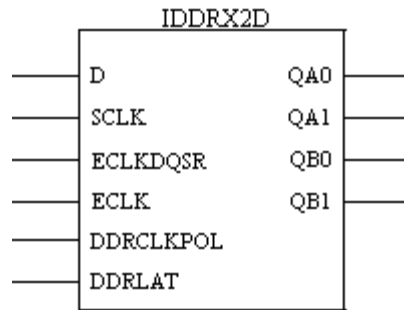 IDDRX2D
D QA0
SCLK QA1
ECLKDQSR QB0
ECLK QB1
DDRCLKPOL
DDRLAT